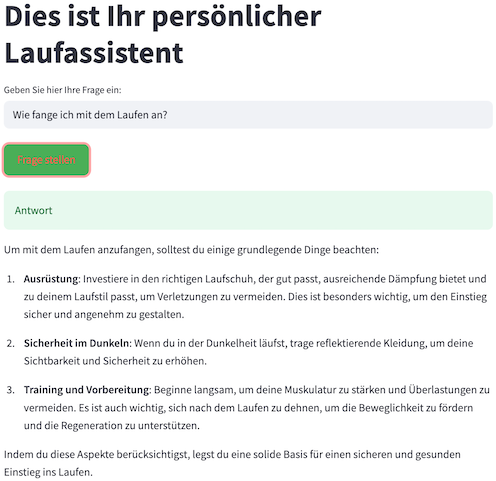 Dies ist Ihr persönlicher
Laufassistent
Geben Sie hier Ihre Frage ein:
Wie fange ich mit dem Laufen an?
Frage stellen
Antwort
Um mit dem Laufen anzufangen, solltest du einige grundlegende Dinge beachten:
1. Ausrüstung: Investiere in den richtigen Laufschuh, der gut passt, ausreichende Dämpfung bietet und
zu deinem Laufstil passt, um Verletzungen zu vermeiden. Dies ist besonders wichtig, um den Einstieg
sicher und angenehm zu gestalten.
2. Sicherheit im Dunkeln: Wenn du in der Dunkelheit läufst, trage reflektierende Kleidung, um deine
Sichtbarkeit und Sicherheit zu erhöhen.
3. Training und Vorbereitung: Beginne langsam, um deine Muskulatur zu stärken und Überlastungen zu
vermeiden. Es ist auch wichtig, sich nach dem Laufen zu dehnen, um die Beweglichkeit zu fördern
und die Regeneration zu unterstützen.
Indem du diese Aspekte berücksichtigst, legst du eine solide Basis für einen sicheren und gesunden
Einstieg ins Laufen.